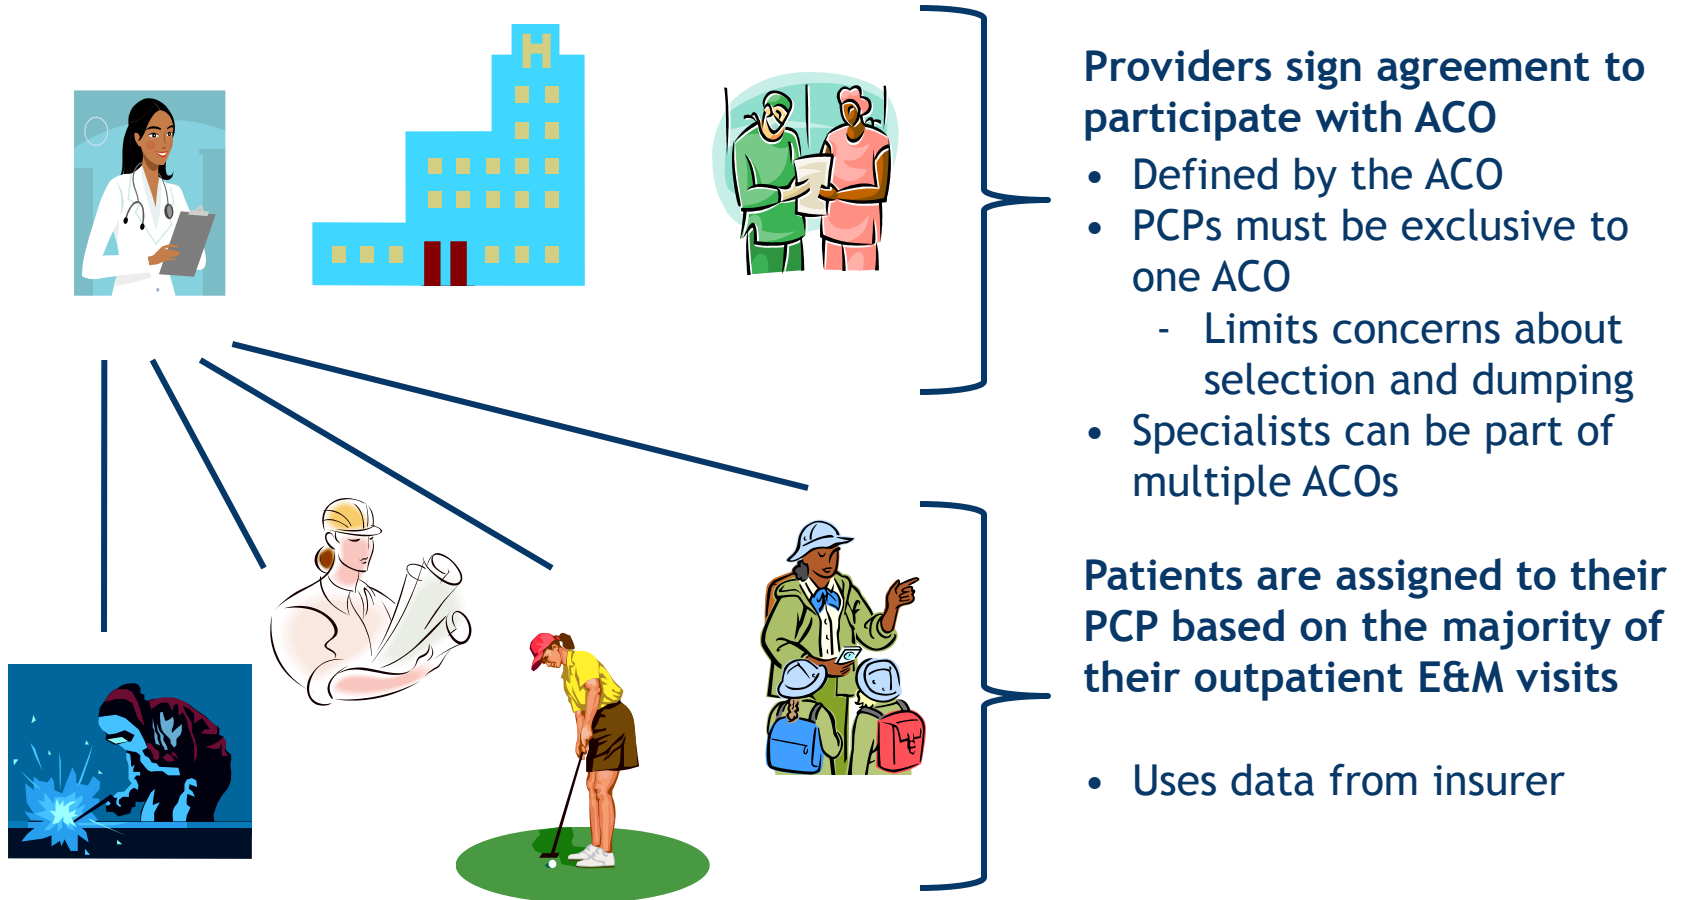 H
Providers sign agreement to
participate with ACO
• Defined by the ACO
• PCPs must be exclusive to
one ACO
- Limits concerns about
selection and dumping
• Specialists can be part of
multiple ACOs
Patients are assigned to their
PCP based on the majority of
their outpatient E&M visits
• Uses data from insurer